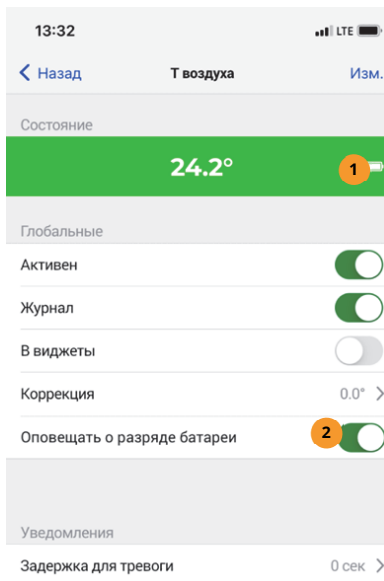 13:32 LTE
Назад Т воздуха Изм.
Состояние
24.2° 1
Глобальные
Активен
Журнал
В виджеты
Коррекция 0.0°
Оповещать о разряде батареи 2
Уведомления
Задержка для тревоги 0 сек